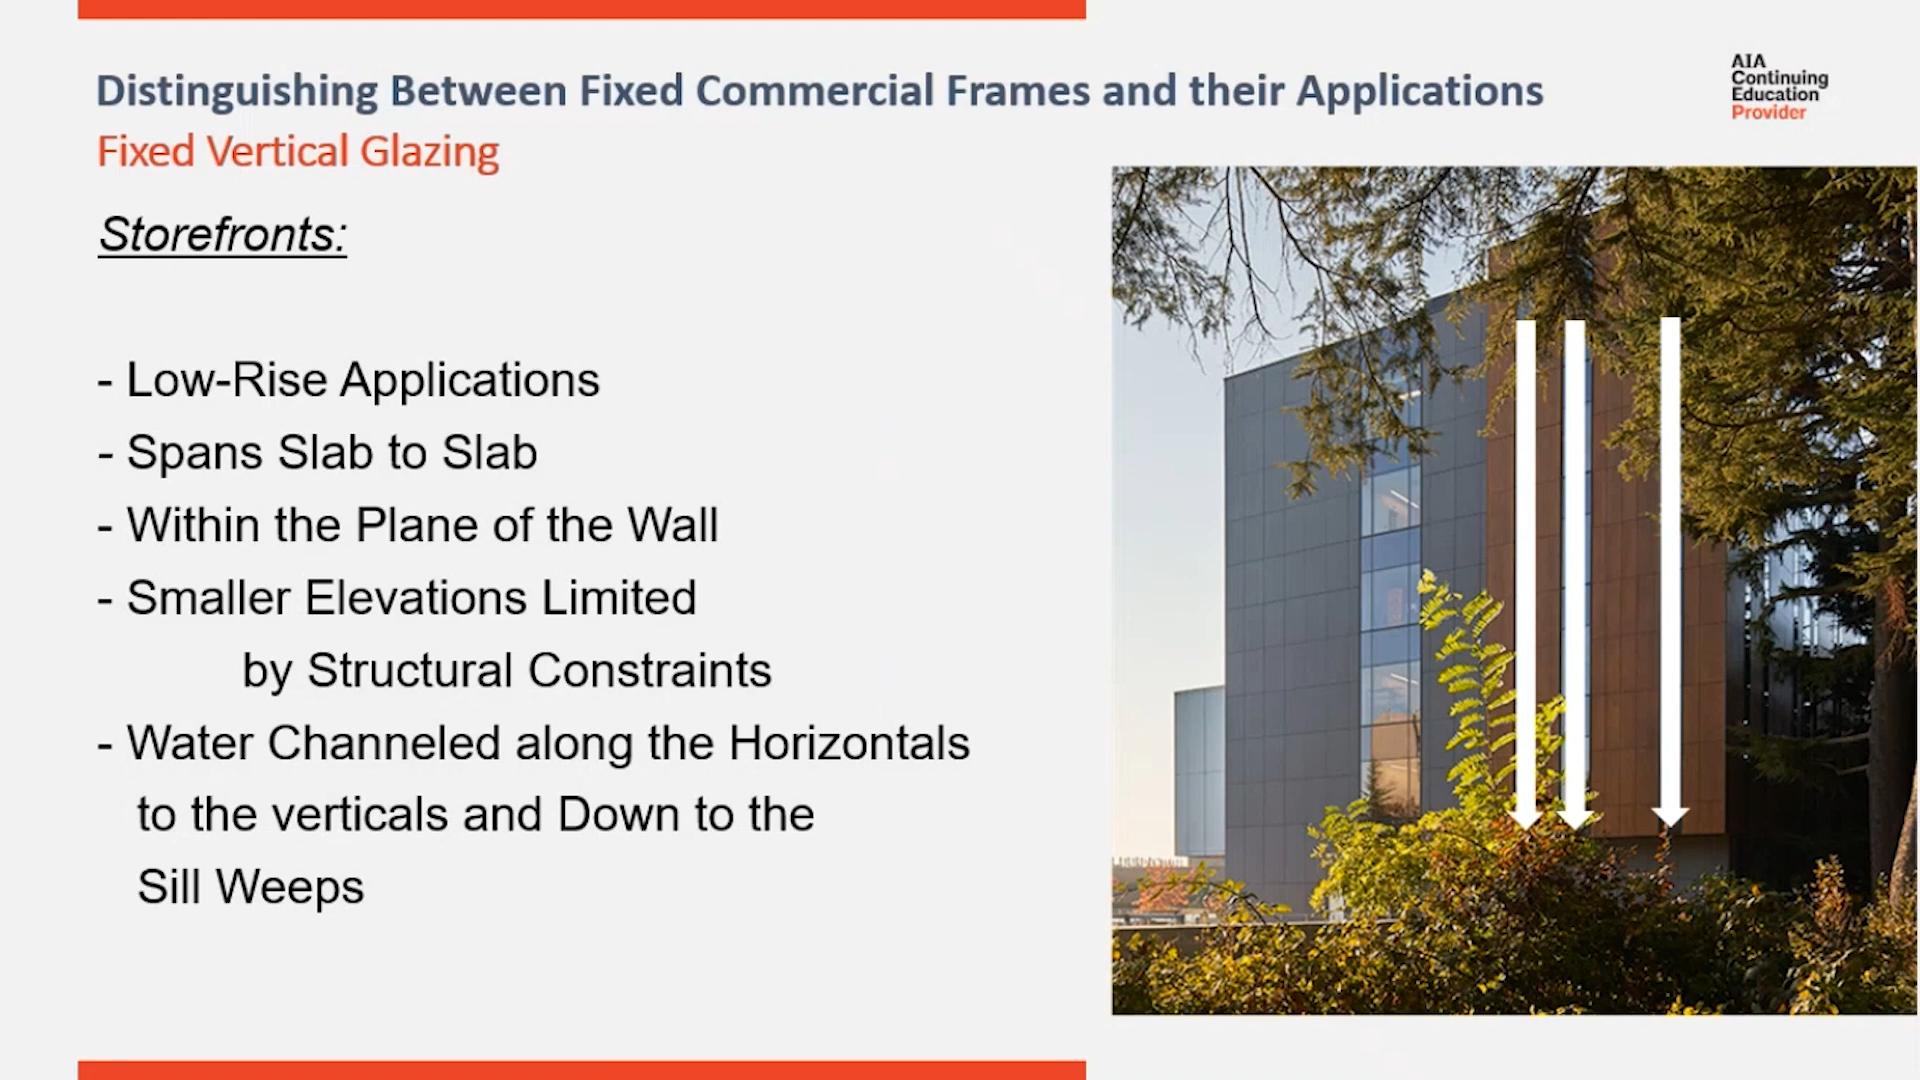 Distinguishing Between Fixed Commercial Frames and their Applications
Fixed Vertical Glazing
AIA
Continuing
Education
Provider
Storefronts:
- Low-Rise Applications
- Spans Slab to Slab
- Within the Plane of the Wall
- Smaller Elevations Limited
by Structural Constraints
- Water Channeled along the Horizontals
to the verticals and Down to the
Sill Weeps